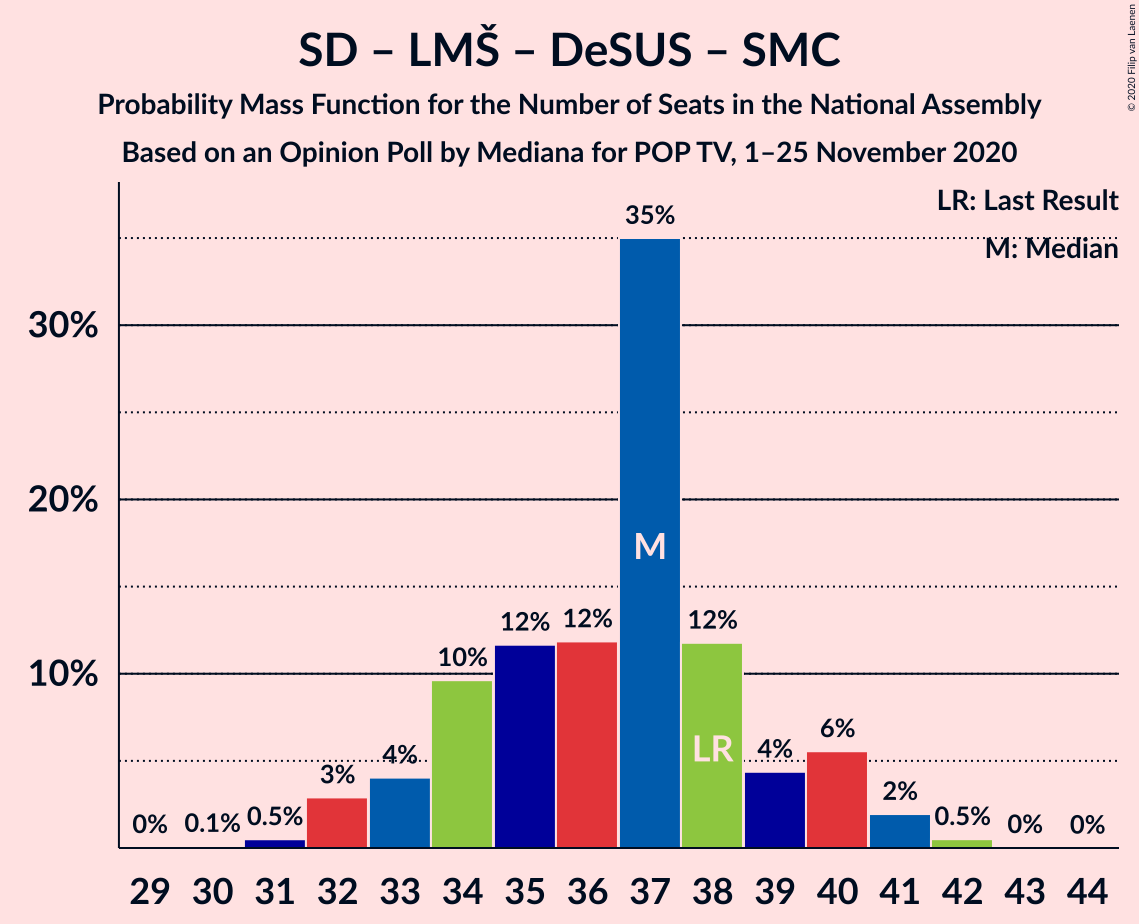 SD – LMŠ – DeSUS – SMC
Probability Mass Function for the Number of Seats in the National Assembly
Based on an Opinion Poll by Mediana for POP TV, 1–25 November 2020
© 2020 Filip van Laenen
LR: Last Result
M: Median
35%
30%
20%
10%
M
LR
0%
0.1%
0.5%
3%
4%
10%
12%
12%
12%
4%
6%
2%
0.5%
0%
0%
29 30 31 32 33 34 35 36 37 38 39 40 41 42 43 44